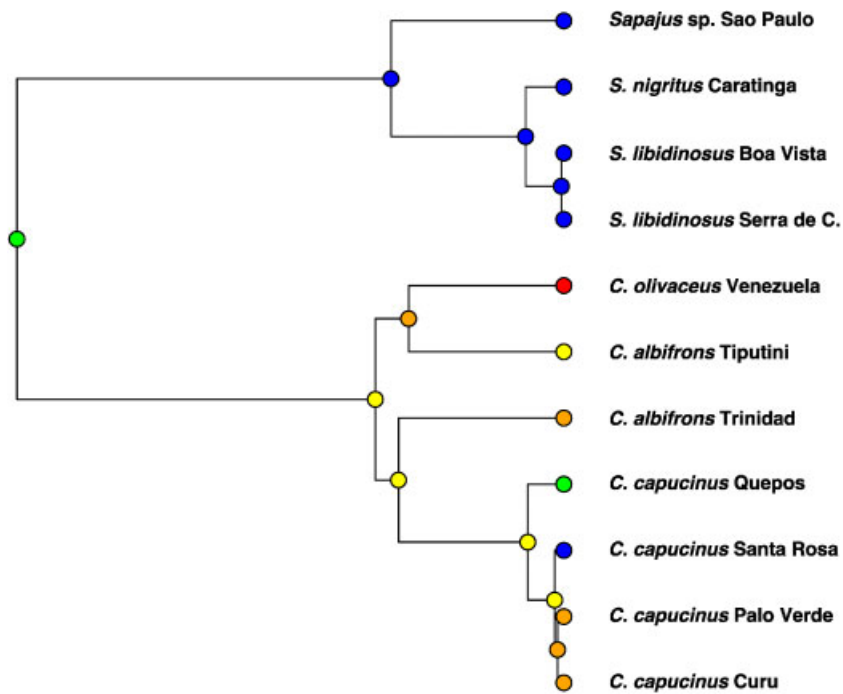 Sapajus sp. Sao Paulo
S. nigritus Caratinga
S. libidinosus Boa Vista
S. libidinosus Serra de C.
C. olivaceus Venezuela
C. albifrons Tiputini
C. albifrons Trinidad
C. capucinus Quepos
C. capucinus Santa Rosa
C. capucinus Palo Verde
C. capucinus Curu